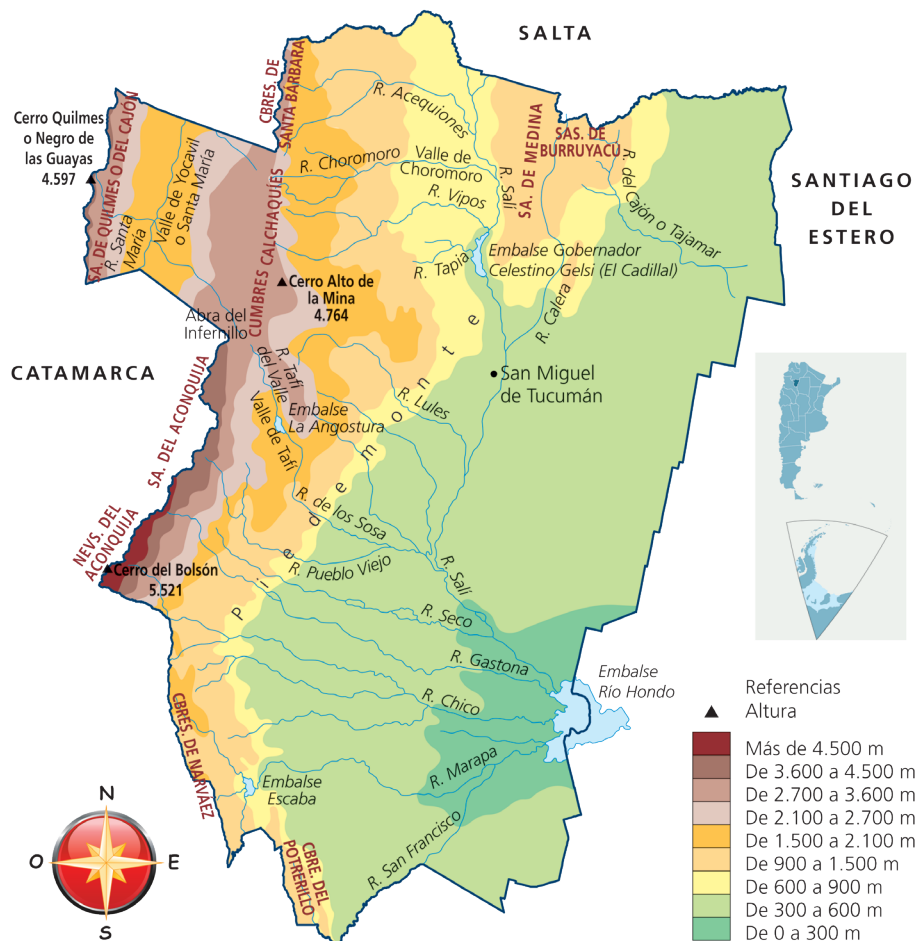 SALTA
CBRES. DE
SANTA BÁRBARA
Cerro Quilmes
o Negro de
las Guayas
4.597
SA. DE QUILMES O DEL CAJÓN
R. Santa
María
Valle de Yocavil
o Santa María
R. Acequiones
R. Choromoro
Valle de
Choromoro
R. Vipos
R. Salí
SA. DE MEDINA
SAS. DE
BURRUYACÚ
R. del Cajón o Tajamar
SANTIAGO
DEL
ESTERO
CUMBRES CALCHAQUÍES
R. Tapia
Embalse Gobernador
Celestino Gelsi (El Cadillal)
Cerro Alto de
la Mina
4.764
Abra del
Infiernillo
R. Calera
CATAMARCA
R. Tafí
del Valle
San Miguel
de Tucumán
SA. DEL ACONQUIJA
Valle de Tafí
Embalse
La Angostura
R. Lules
Piedemonte
R. de los Sosa
NEVS. DEL
ACONQUIJA
Cerro del Bolsón
5.521
R. Pueblo Viejo
R. Salí
R. Seco
R. Gastona
Embalse
Río Hondo
R. Chico
CBRES. DE NARVÁEZ
R. Marapa
Embalse
Escaba
CBRE. DEL
POTRERILLO
R. San Francisco
Referencias
Altura
Más de 4.500 m
De 3.600 a 4.500 m
De 2.700 a 3.600 m
De 2.100 a 2.700 m
De 1.500 a 2.100 m
De 900 a 1.500 m
De 600 a 900 m
De 300 a 600 m
De 0 a 300 m
N
O
E
S